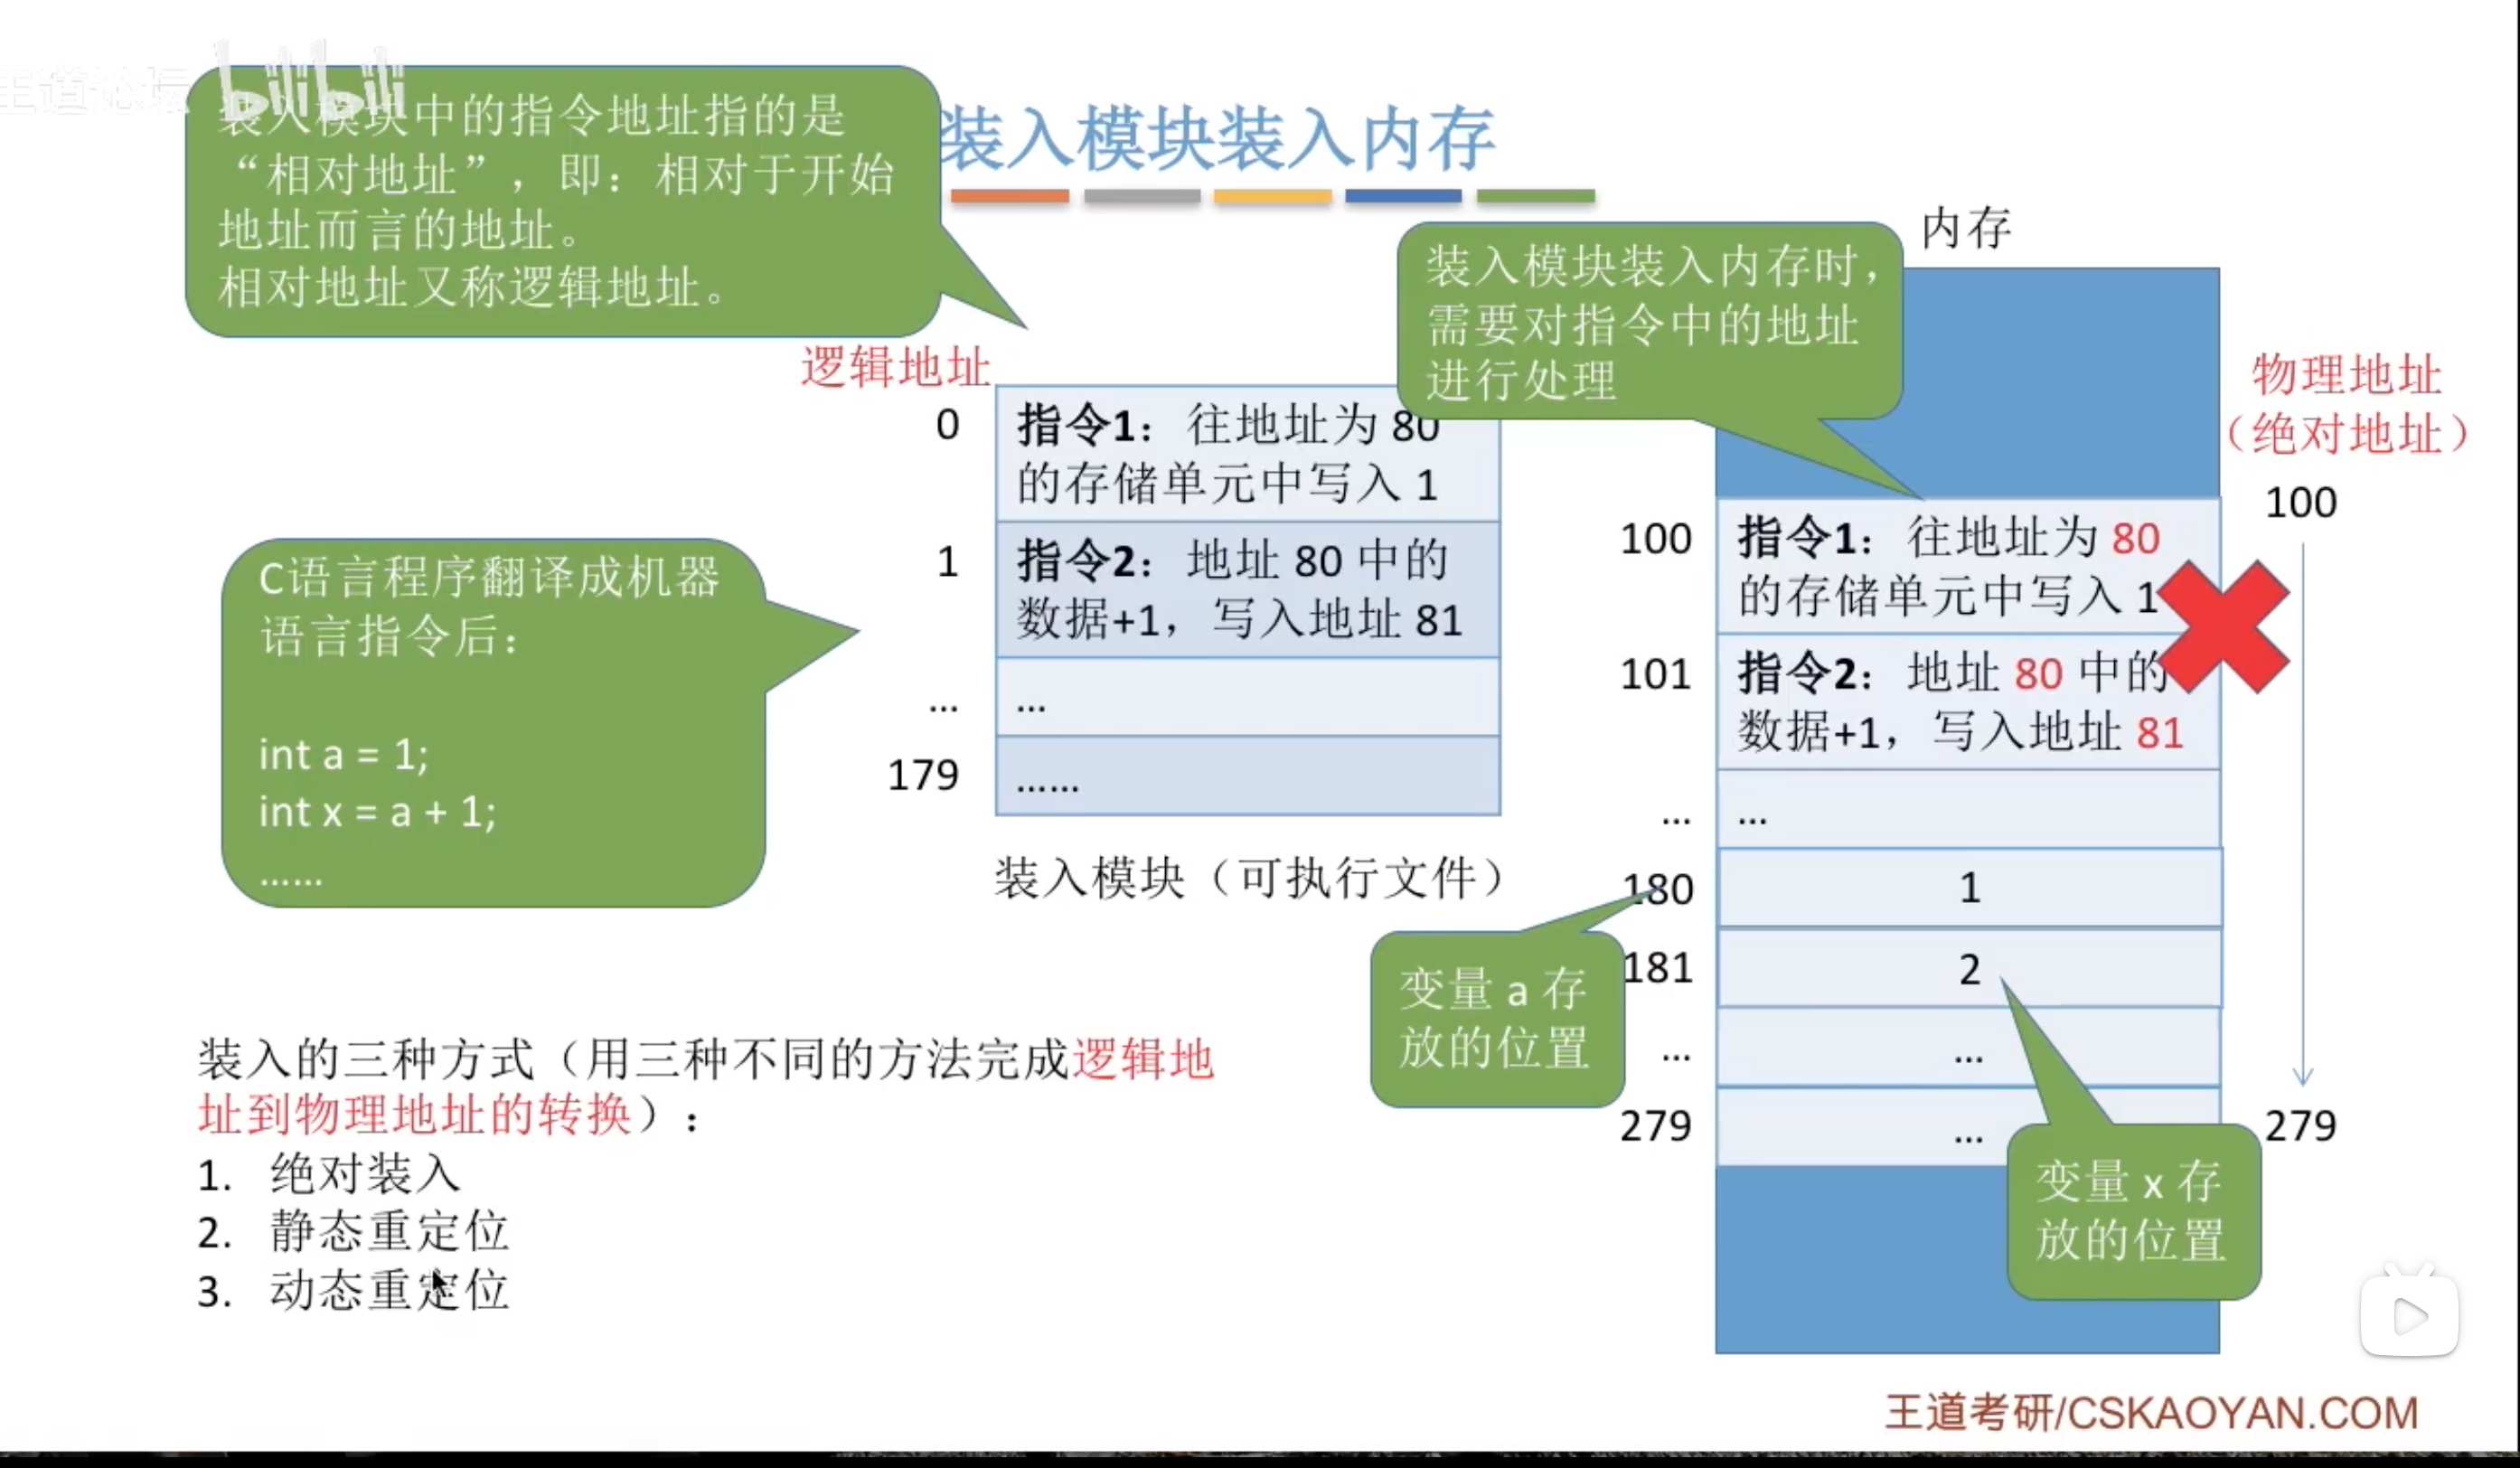 王道论坛 bilibili
装入模块装入内存
装入模块中的指令地址指的是
“相对地址”，即：相对于开始
地址而言的地址。
相对地址又称逻辑地址。
逻辑地址
0
指令1：往地址为 80
的存储单元中写入 1
1
指令2：地址 80 中的
数据+1，写入地址 81
...
...
179
......
装入模块（可执行文件）
C语言程序翻译成机器
语言指令后：
int a = 1;
int x = a + 1;
......
装入模块装入内存时，
需要对指令中的地址
进行处理
内存
物理地址
（绝对地址）
100
100
指令1：往地址为 80
的存储单元中写入 1
101
指令2：地址 80 中的
数据+1，写入地址 81
...
...
180
1
181
2
...
...
279
...
279
变量 a 存
放的位置
变量 x 存
放的位置
装入的三种方式（用三种不同的方法完成逻辑地
址到物理地址的转换）：
1. 绝对装入
2. 静态重定位
3. 动态重定位
王道考研/CSKAOYAN.COM